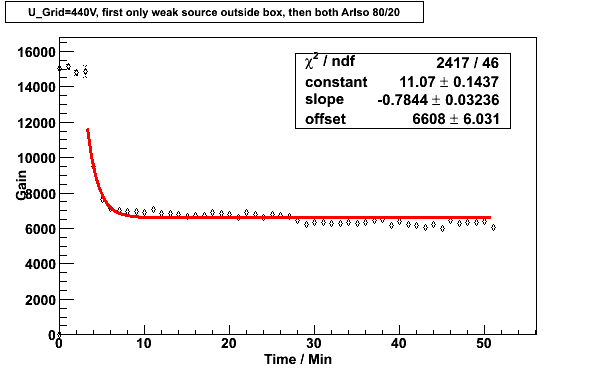 U_Grid=440V, first only weak source outside box, then both ArIso 80/20
χ2 / ndf 2417 / 46
constant 11.07 ± 0.1437
slope -0.7844 ± 0.03236
offset 6608 ± 6.031
Gain
16000
14000
12000
10000
8000
6000
4000
2000
0
0 10 20 30 40 50
Time / Min